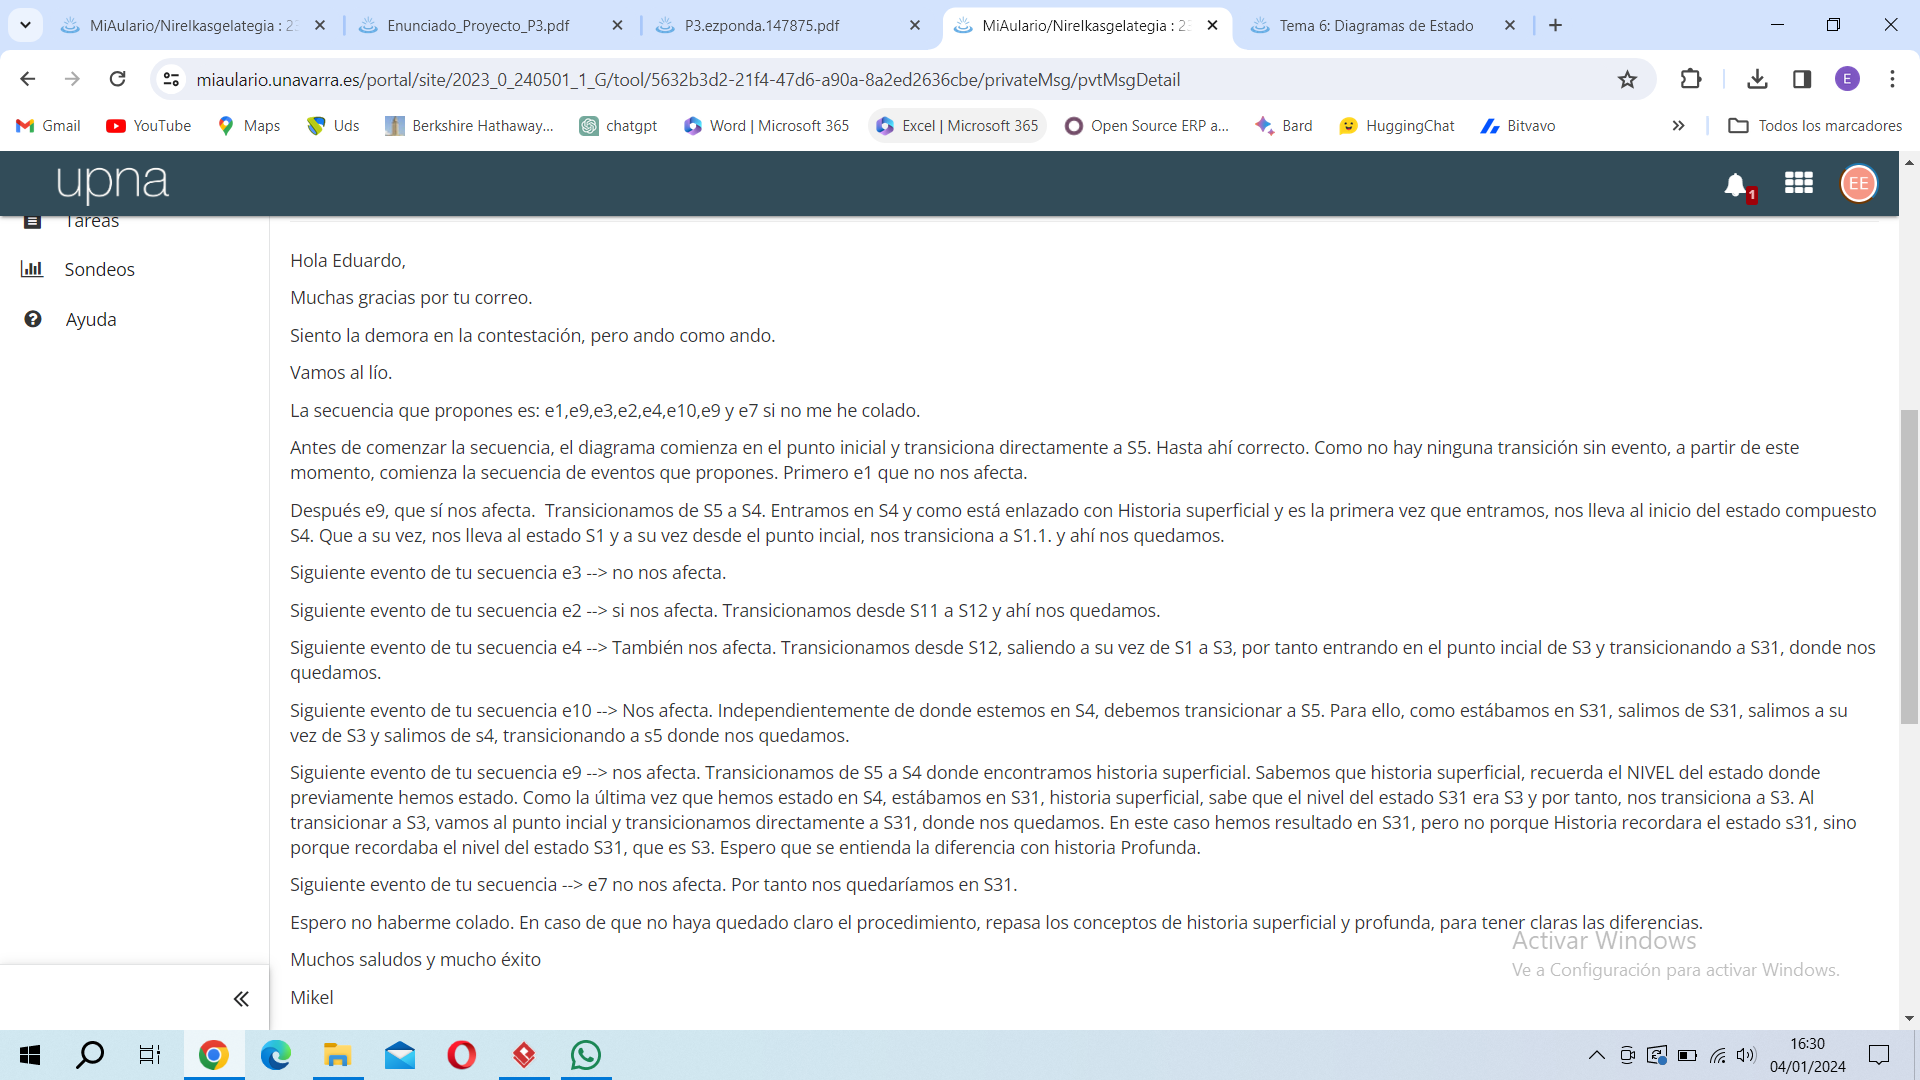 MiAulario/Nirelkasgelategia : 23
Enunciado_Proyecto_P3.pdf
P3.ezponda.147875.pdf
MiAulario/Nirelkasgelategia : 23
Tema 6: Diagramas de Estado
miaulario.unavarra.es/portal/site/2023_0_240501_1_G/tool/5632b3d2-21f4-47d6-a90a-8a2ed2636cbe/privateMsg/pvtMsgDetail
E
Gmail
YouTube
Maps
Uds
Berkshire Hathaway...
chatgpt
Word | Microsoft 365
Excel | Microsoft 365
Open Source ERP a...
Bard
HuggingChat
Bitvavo
Todos los marcadores
upna
1
EE
Tareas
Sondeos
Ayuda
Hola Eduardo,
Muchas gracias por tu correo.
Siento la demora en la contestación, pero ando como ando.
Vamos al lío.
La secuencia que propones es: e1,e9,e3,e2,e4,e10,e9 y e7 si no me he colado.
Antes de comenzar la secuencia, el diagrama comienza en el punto inicial y transiciona directamente a S5. Hasta ahí correcto. Como no hay ninguna transición sin evento, a partir de este
momento, comienza la secuencia de eventos que propones. Primero e1 que no nos afecta.
Después e9, que sí nos afecta.  Transicionamos de S5 a S4. Entramos en S4 y como está enlazado con Historia superficial y es la primera vez que entramos, nos lleva al inicio del estado compuesto
S4. Que a su vez, nos lleva al estado S1 y a su vez desde el punto incial, nos transiciona a S1.1. y ahí nos quedamos.
Siguiente evento de tu secuencia e3 --> no nos afecta.
Siguiente evento de tu secuencia e2 --> si nos afecta. Transicionamos desde S11 a S12 y ahí nos quedamos.
Siguiente evento de tu secuencia e4 --> También nos afecta. Transicionamos desde S12, saliendo a su vez de S1 a S3, por tanto entrando en el punto incial de S3 y transicionando a S31, donde nos
quedamos.
Siguiente evento de tu secuencia e10 --> Nos afecta. Independientemente de donde estemos en S4, debemos transicionar a S5. Para ello, como estábamos en S31, salimos de S31, salimos a su
vez de S3 y salimos de s4, transicionando a s5 donde nos quedamos.
Siguiente evento de tu secuencia e9 --> nos afecta. Transicionamos de S5 a S4 donde encontramos historia superficial. Sabemos que historia superficial, recuerda el NIVEL del estado donde
previamente hemos estado. Como la última vez que hemos estado en S4, estábamos en S31, historia superficial, sabe que el nivel del estado S31 era S3 y por tanto, nos transiciona a S3. Al
transicionar a S3, vamos al punto incial y transicionamos directamente a S31, donde nos quedamos. En este caso hemos resultado en S31, pero no porque Historia recordara el estado s31, sino
porque recordaba el nivel del estado S31, que es S3. Espero que se entienda la diferencia con historia Profunda.
Siguiente evento de tu secuencia --> e7 no nos afecta. Por tanto nos quedaríamos en S31.
Espero no haberme colado. En caso de que no haya quedado claro el procedimiento, repasa los conceptos de historia superficial y profunda, para tener claras las diferencias.
Muchos saludos y mucho éxito
Mikel
Activar Windows
Ve a Configuración para activar Windows.
16:30
04/01/2024